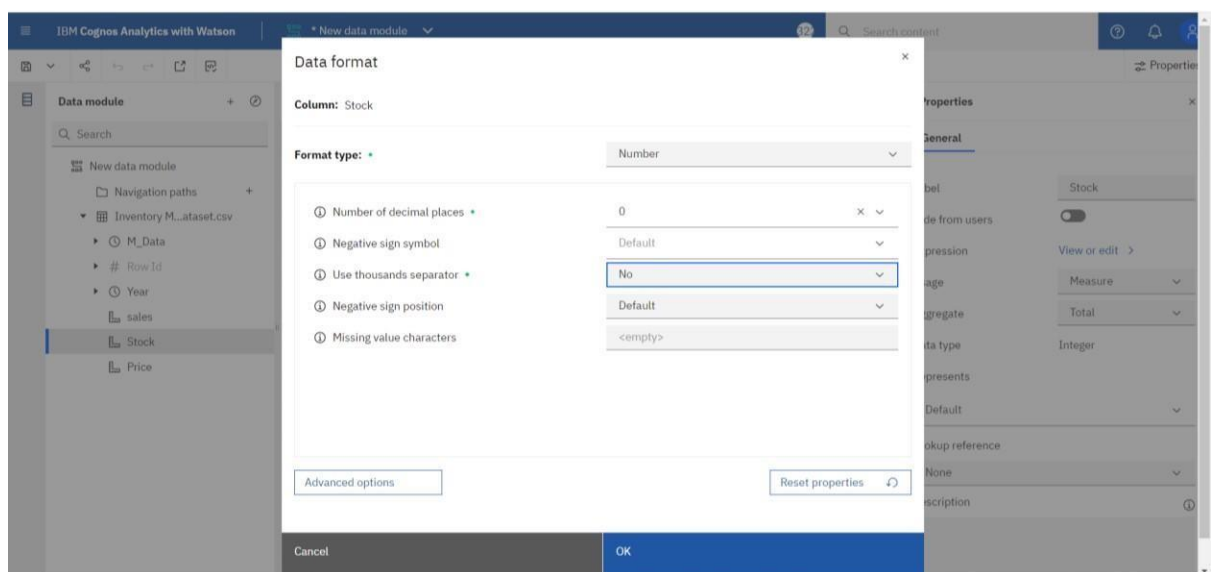 IBM Cognos Analytics with Watson
* New data module
32
Search content
Properties
Data module
Search
New data module
Navigation paths
Inventory M...ataset.csv
M_Data
# Row Id
Year
sales
Stock
Price
Data format
Column: Stock
Format type:
Number
Number of decimal places
0
Negative sign symbol
Default
Use thousands separator
No
Negative sign position
Default
Missing value characters
<empty>
Advanced options
Reset properties
Cancel
OK
Properties
General
bel
Stock
de from users
pression
View or edit >
age
Measure
gregate
Total
ta type
Integer
presents
Default
okup reference
None
scription